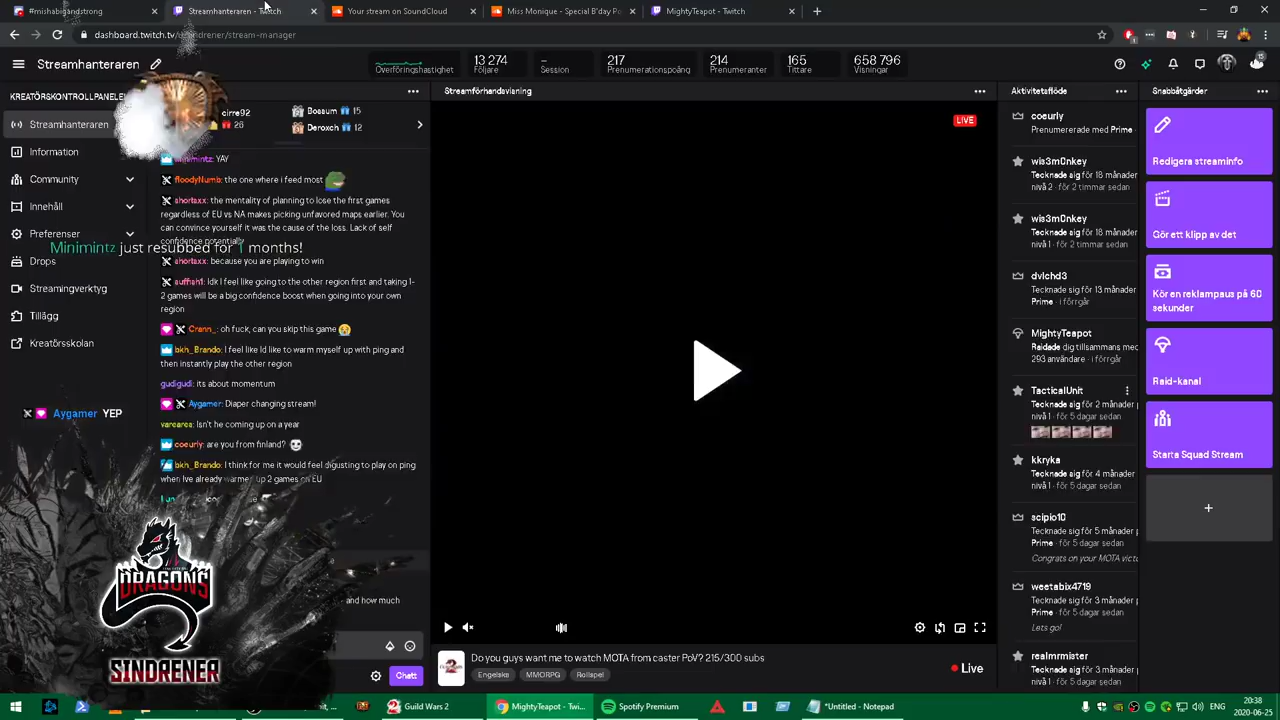 #mishabigandstrong
Streamhanteraren - Twitch
Your stream on SoundCloud
Miss Monique - Special B'day Po
MightyTeapot - Twitch
dashboard.twitch.tv/
ndrener/stream-manager
Streamhanteraren
Överföringshastighet
13 274
Följare
–
Session
217
Prenumerationspoäng
214
Prenumeranter
165
Tittare
658 796
Visningar
KREATÖRSKONTROLLPANELEN
Streamhanteraren
Information
Community
Innehåll
Preferenser
Drops
Streamingverktyg
Tillägg
Kreatörsskolan
Minimintz just resubbed for 1 months!
Aygamer YEP
DRAGONS
SINDRENER
cirre92
26
Bossum 15
Deroxch 12
minimintz: YAY
floodyNumb: the one where i feed most
shortaxx: the mentality of planning to lose the first games
regardless of EU vs NA makes picking unfavored maps earlier. You
can convince yourself it was the cause of the loss. Lack of self
confidence potentially
shortaxx: because you are playing to win
suffish1: Idk I feel like going to the other region first and taking 1-
2 games will be a big confidence boost when going into your own
region
Crann_: oh fuck, can you skip this game
bkh_Brando: I feel like Id like to warm myself up with ping and
then instantly play the other region
gudigudi: its about momentum
Aygamer: Diaper changing stream!
varearea: Isn't he coming up on a year
coeurly: are you from finland?
bkh_Brando: I think for me it would feel disgusting to play on ping
when Ive already warmed up 2 games on EU
and how much
Chatt
Streamförhandsvisning
LIVE
Do you guys want me to watch MOTA from caster PoV? 215/300 subs
Engelska
MMORPG
Rollspel
Live
Aktivitetsflöde
coeurly
Prenumererade med Prime
wis3m0nkey
Tecknade sig för 18 månader
nivå 2 · för 2 timmar sedan
wis3m0nkey
Tecknade sig för 18 månader
nivå 1 · för 2 timmar sedan
dvlchd3
Tecknade sig för 13 månader
Prime · i förrgår
MightyTeapot
Raidade dig tillsammans med
293 användare · i förrgår
TacticalUnit
Tecknade sig för 2 månader p
nivå 1 · för 5 dagar sedan
kkryka
Tecknade sig för 4 månader
nivå 1 · för 5 dagar sedan
scipio10
Tecknade sig för 5 månader p
Prime · för 5 dagar sedan
Congrats on your MOTA victo
weetabix4719
Tecknade sig för 3 månader p
Prime · för 5 dagar sedan
Lets go!
realmrmister
Tecknade sig för 3 månader p
nivå 1 · för 5 dagar sedan
Snabbåtgärder
Redigera streaminfo
Gör ett klipp av det
Kör en reklampaus på 60
sekunder
Raid-kanal
Starta Squad Stream
+
Guild Wars 2
MightyTeapot - Twi...
Spotify Premium
*Untitled - Notepad
20:38
2020-06-25